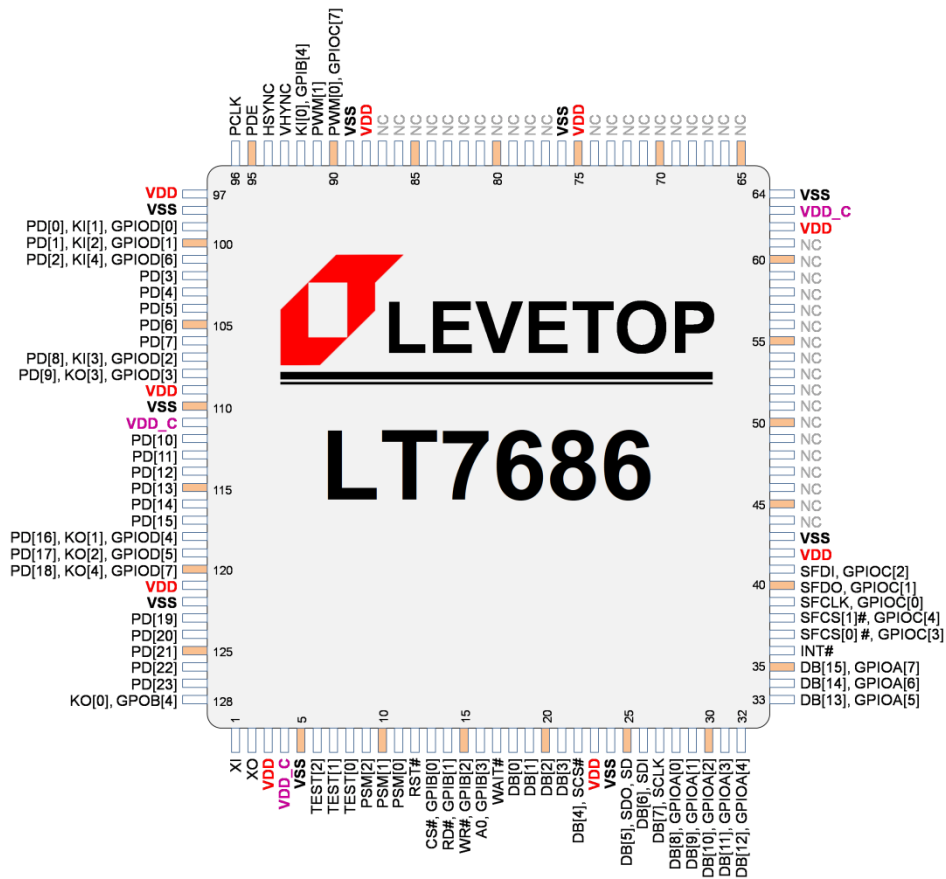 PCLK
PDE
HSYNC
VHYNC
KI[0], GPIB[4]
PWM[1]
PWM[0], GPIOC[7]
VSS
VDD
NC
NC
NC
NC
NC
NC
NC
NC
NC
NC
NC
VSS
VDD
NC
NC
NC
NC
NC
NC
NC
NC
NC
NC
96
95
90
85
80
75
70
65
VDD 97
VSS
PD[0], KI[1], GPIOD[0]
PD[1], KI[2], GPIOD[1] 100
PD[2], KI[4], GPIOD[6]
PD[3]
PD[4]
PD[5]
PD[6] 105
PD[7]
PD[8], KI[3], GPIOD[2]
PD[9], KO[3], GPIOD[3]
VDD
VSS 110
VDD_C
PD[10]
PD[11]
PD[12]
PD[13] 115
PD[14]
PD[15]
PD[16], KO[1], GPIOD[4]
PD[17], KO[2], GPIOD[5]
PD[18], KO[4], GPIOD[7] 120
VDD
VSS
PD[19]
PD[20]
PD[21] 125
PD[22]
PD[23]
KO[0], GPOB[4] 128
LEVETOP
LT7686
64 VSS
VDD_C
VDD
NC
60 NC
NC
NC
NC
NC
55 NC
NC
NC
NC
NC
50 NC
NC
NC
NC
NC
45 NC
NC
VSS
VDD
SFDI, GPIOC[2]
40 SFDO, GPIOC[1]
SFCLK, GPIOC[0]
SFCS[1]#, GPIOC[4]
SFCS[0] #, GPIOC[3]
INT#
35 DB[15], GPIOA[7]
34 DB[14], GPIOA[6]
33 DB[13], GPIOA[5]
1
5
10
15
20
25
30
32
XI
XO
VDD
VDD_C
VSS
TEST[2]
TEST[1]
TEST[0]
PSM[2]
PSM[1]
PSM[0]
RST#
CS#, GPIB[0]
RD#, GPIB[1]
WR#, GPIB[2]
A0, GPIB[3]
WAIT#
DB[0]
DB[1]
DB[2]
DB[3]
DB[4], SCS#
VDD
VSS
DB[5], SDO, SD
DB[6], SDI
DB[7], SCLK
DB[8], GPIOA[0]
DB[9], GPIOA[1]
DB[10], GPIOA[2]
DB[11], GPIOA[3]
DB[12], GPIOA[4]